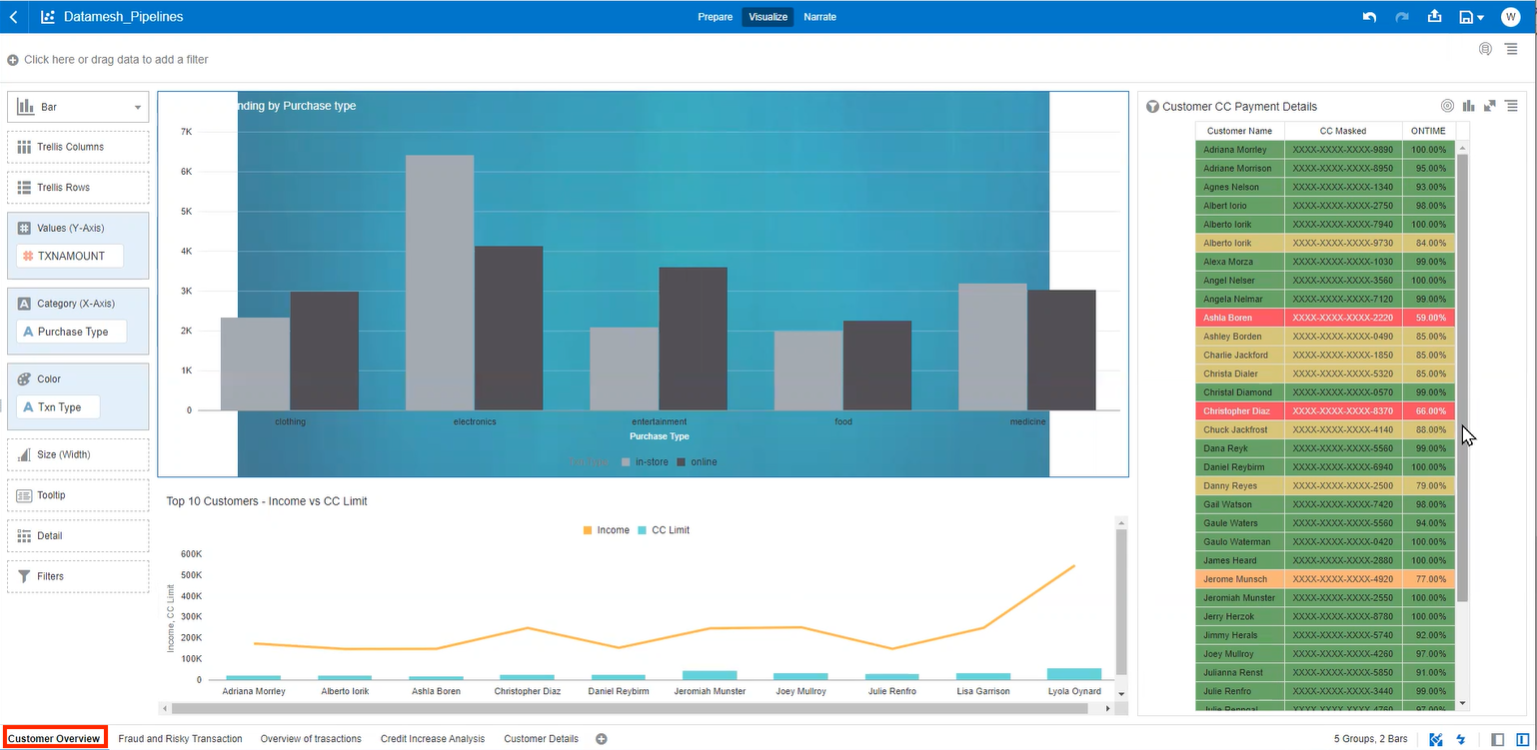 Datamesh_Pipelines
Prepare Visualize Narrate
W
Click here or drag data to add a filter
Bar
Trellis Columns
Trellis Rows
Values (Y-Axis)
TXNAMOUNT
Category (X-Axis)
A Purchase Type
Color
A Txn Type
Size (Width)
Tooltip
Detail
Filters
nding by Purchase type
7K
6K
5K
4K
3K
2K
1K
0
clothing electronics entertainment food medicine
Purchase Type
in-store online
Top 10 Customers - Income vs CC Limit
Income CC Limit
600K
500K
400K
300K
200K
100K
0
Income, CC Limit
Adriana Morrley Alberto Iorik Ashla Boren Christopher Diaz Daniel Reybirm Jeromiah Munster Joey Mullroy Julie Renfro Lisa Garrison Lyola Oynard
Customer CC Payment Details
Customer Name CC Masked ONTIME
Adriana Morrley XXXX-XXXX-XXXX-9890 100.00%
Adriane Morrison XXXX-XXXX-XXXX-8950 95.00%
Agnes Nelson XXXX-XXXX-XXXX-1340 93.00%
Albert Iorio XXXX-XXXX-XXXX-2750 98.00%
Alberto Iorik XXXX-XXXX-XXXX-7940 100.00%
Alberto Iorik XXXX-XXXX-XXXX-9730 84.00%
Alexa Morza XXXX-XXXX-XXXX-1030 99.00%
Angel Nelser XXXX-XXXX-XXXX-3560 100.00%
Angela Nelmar XXXX-XXXX-XXXX-7120 99.00%
Ashla Boren XXXX-XXXX-XXXX-2220 59.00%
Ashley Borden XXXX-XXXX-XXXX-0490 85.00%
Charlie Jackford XXXX-XXXX-XXXX-1850 85.00%
Christa Dialer XXXX-XXXX-XXXX-5320 85.00%
Christal Diamond XXXX-XXXX-XXXX-0570 99.00%
Christopher Diaz XXXX-XXXX-XXXX-8370 66.00%
Chuck Jackfrost XXXX-XXXX-XXXX-4140 88.00%
Dana Reyk XXXX-XXXX-XXXX-5560 99.00%
Daniel Reybirm XXXX-XXXX-XXXX-6940 100.00%
Danny Reyes XXXX-XXXX-XXXX-2500 79.00%
Gail Watson XXXX-XXXX-XXXX-7420 98.00%
Gaule Waters XXXX-XXXX-XXXX-5560 94.00%
Gaulo Waterman XXXX-XXXX-XXXX-0420 100.00%
James Heard XXXX-XXXX-XXXX-2880 100.00%
Jerome Munsch XXXX-XXXX-XXXX-4920 77.00%
Jeromiah Munster XXXX-XXXX-XXXX-2550 100.00%
Jerry Herzok XXXX-XXXX-XXXX-8780 100.00%
Jimmy Herals XXXX-XXXX-XXXX-5740 92.00%
Joey Mullroy XXXX-XXXX-XXXX-4260 97.00%
Julianna Renst XXXX-XXXX-XXXX-5850 91.00%
Julie Renfro XXXX-XXXX-XXXX-3440 99.00%
Customer Overview Fraud and Risky Transaction Overview of trasactions Credit Increase Analysis Customer Details
5 Groups, 2 Bars